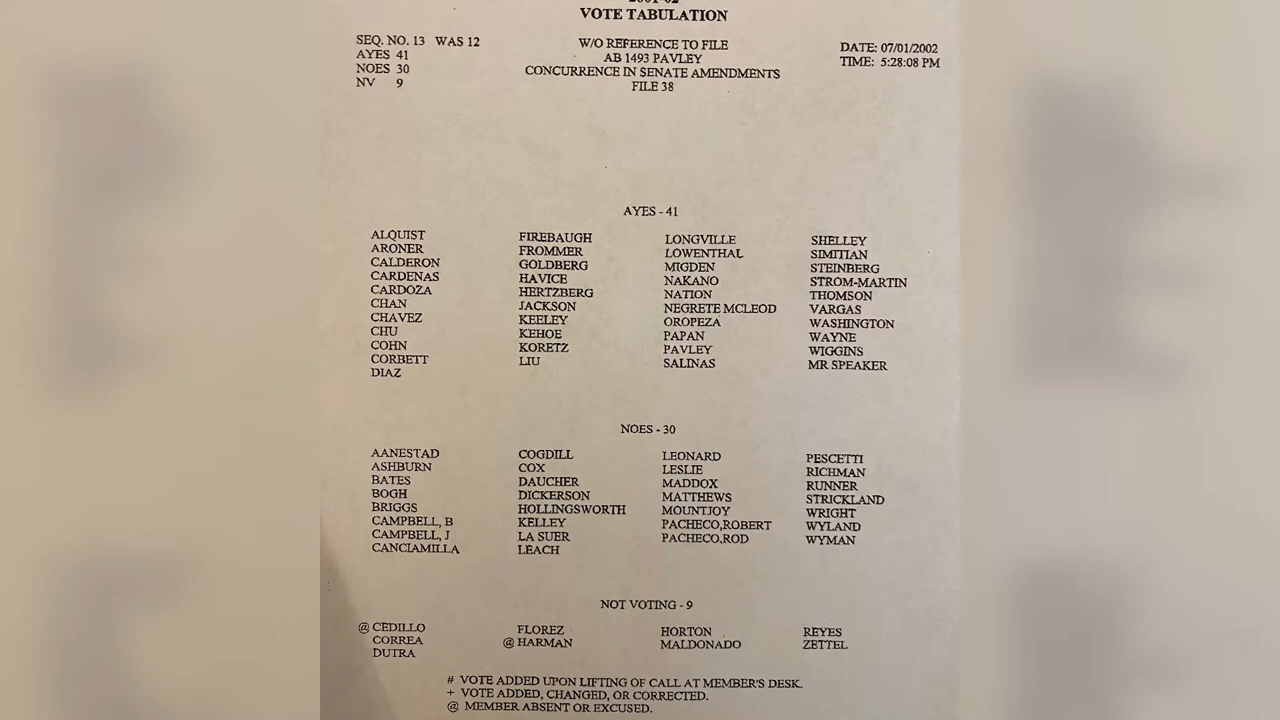 VOTE TABULATION
SEQ. NO. 13 WAS 12 W/O REFERENCE TO FILE DATE: 07/01/2002
AYES 41 AB 1493 PAVLEY TIME: 5:28:08 PM
NOES 30 CONCURRENCE IN SENATE AMENDMENTS
NV 9 FILE 38
AYES - 41
ALQUIST FIREBAUGH LONGVILLE SHELLEY
ARONER FROMMER LOWENTHAL SIMITIAN
CALDERON GOLDBERG MIGDEN STEINBERG
CARDENAS HAVICE NAKANO STROM-MARTIN
CARDOZA HERTZBERG NATION THOMSON
CHAN JACKSON NEGRETE MCLEOD VARGAS
CHAVEZ KEELEY OROPEZA WASHINGTON
CHU KEHOE PAPAN WAYNE
COHN KORETZ PAVLEY WIGGINS
CORBETT LIU SALINAS MR SPEAKER
DIAZ
NOES - 30
AANESTAD COGDILL LEONARD PESCETTI
ASHBURN COX LESLIE RICHMAN
BATES DAUCHER MADDOX RUNNER
BOGH DICKERSON MATTHEWS STRICKLAND
BRIGGS HOLLINGSWORTH MOUNTJOY WRIGHT
CAMPBELL, B KELLEY PACHECO,ROBERT WYLAND
CAMPBELL, J LA SUER PACHECO,ROD WYMAN
CANCIAMILLA LEACH
NOT VOTING - 9
@ CEDILLO FLOREZ HORTON REYES
CORREA @ HARMAN MALDONADO ZETTEL
DUTRA
# VOTE ADDED UPON LIFTING OF CALL AT MEMBER'S DESK.
+ VOTE ADDED, CHANGED, OR CORRECTED.
@ MEMBER ABSENT OR EXCUSED.